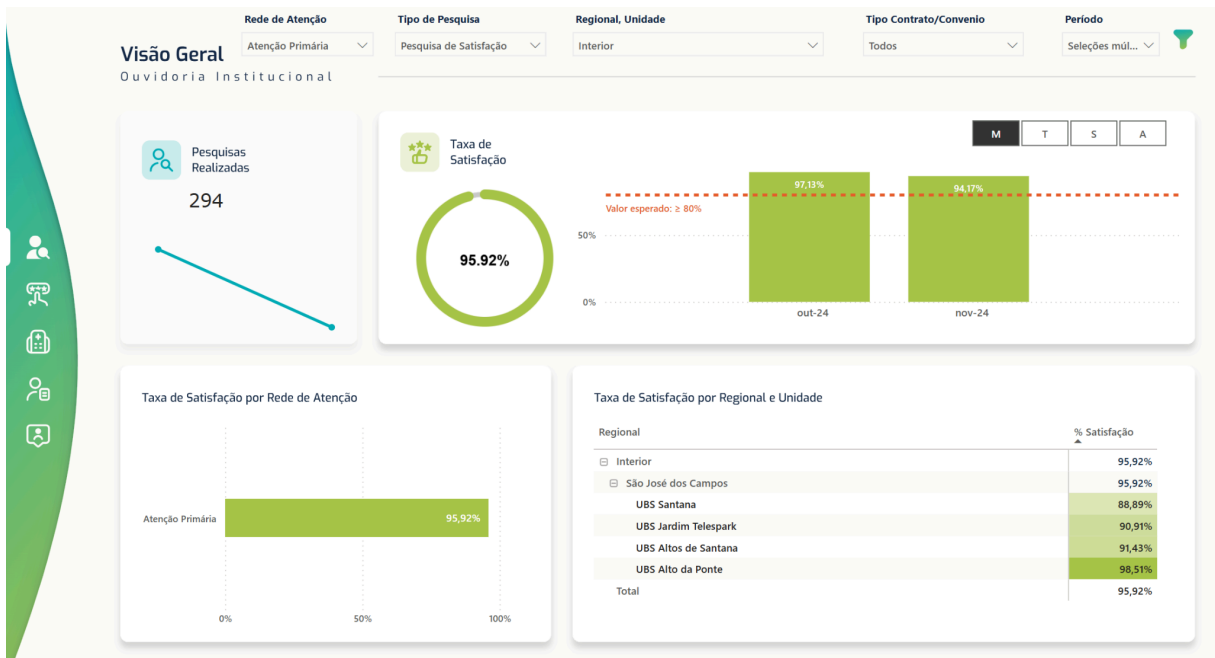 Visão Geral
Ouvidoria Institucional
Rede de Atenção
Atenção Primária
Tipo de Pesquisa
Pesquisa de Satisfação
Regional, Unidade
Interior
Tipo Contrato/Convenio
Todos
Período
Seleções múl...
Pesquisas
Realizadas
294
Taxa de
Satisfação
95.92%
M T S A
97,13%
94,17%
Valor esperado: ≥ 80%
50%
0%
out-24 nov-24
Taxa de Satisfação por Rede de Atenção
Atenção Primária
95,92%
0% 50% 100%
Taxa de Satisfação por Regional e Unidade
Regional % Satisfação
Interior 95,92%
São José dos Campos 95,92%
UBS Santana 88,89%
UBS Jardim Telespark 90,91%
UBS Altos de Santana 91,43%
UBS Alto da Ponte 98,51%
Total 95,92%